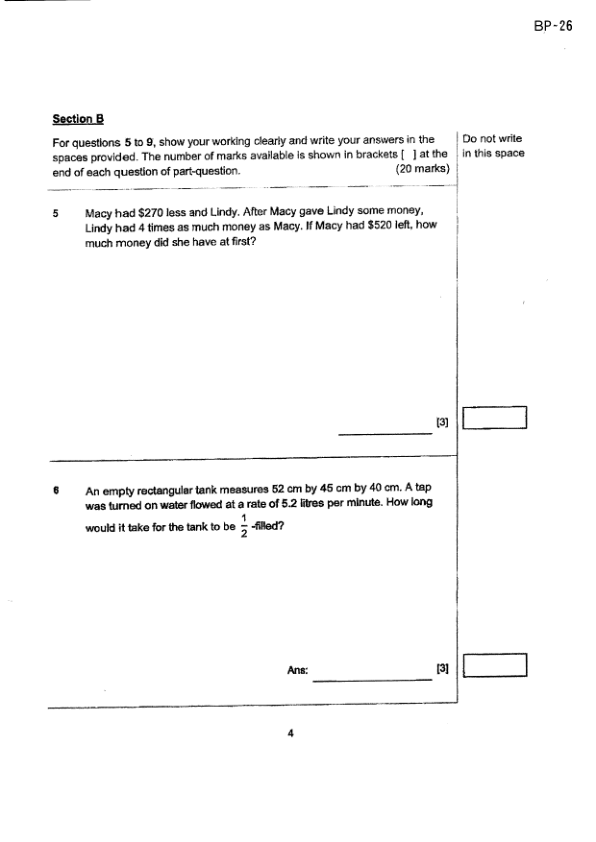 BP-26
Section B
For questions 5 to 9, show your working clearly and write your answers in the
spaces provided. The number of marks available is shown in brackets [ ] at the
end of each question of part-question. (20 marks)
Do not write
in this space
5 Macy had $270 less and Lindy. After Macy gave Lindy some money,
Lindy had 4 times as much money as Macy. If Macy had $520 left, how
much money did she have at first?
[3]
6 An empty rectangular tank measures 52 cm by 45 cm by 40 cm. A tap
was turned on water flowed at a rate of 5.2 litres per minute. How long
would it take for the tank to be 1/2 -filled?
Ans: [3]
4